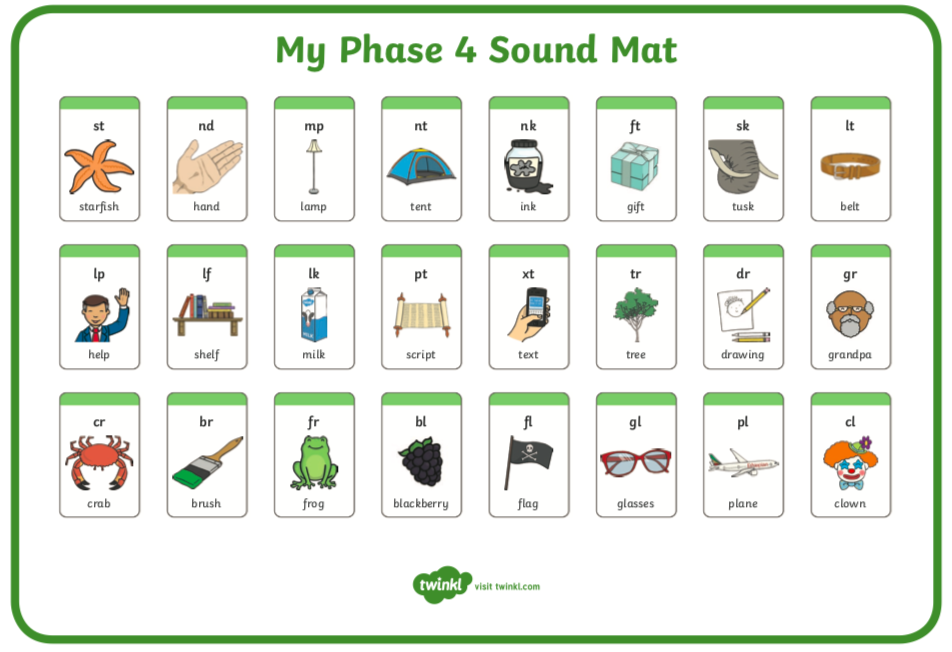 My Phase 4 Sound Mat
st nd mp nt nk ft sk lt
starfish hand lamp tent ink gift tusk belt
lp lf lk pt xt tr dr gr
MILK
help shelf milk script text tree drawing grandpa
cr br fr bl fl gl pl cl
crab brush frog blackberry flag glasses plane clown
twinkl visit twinkl.com